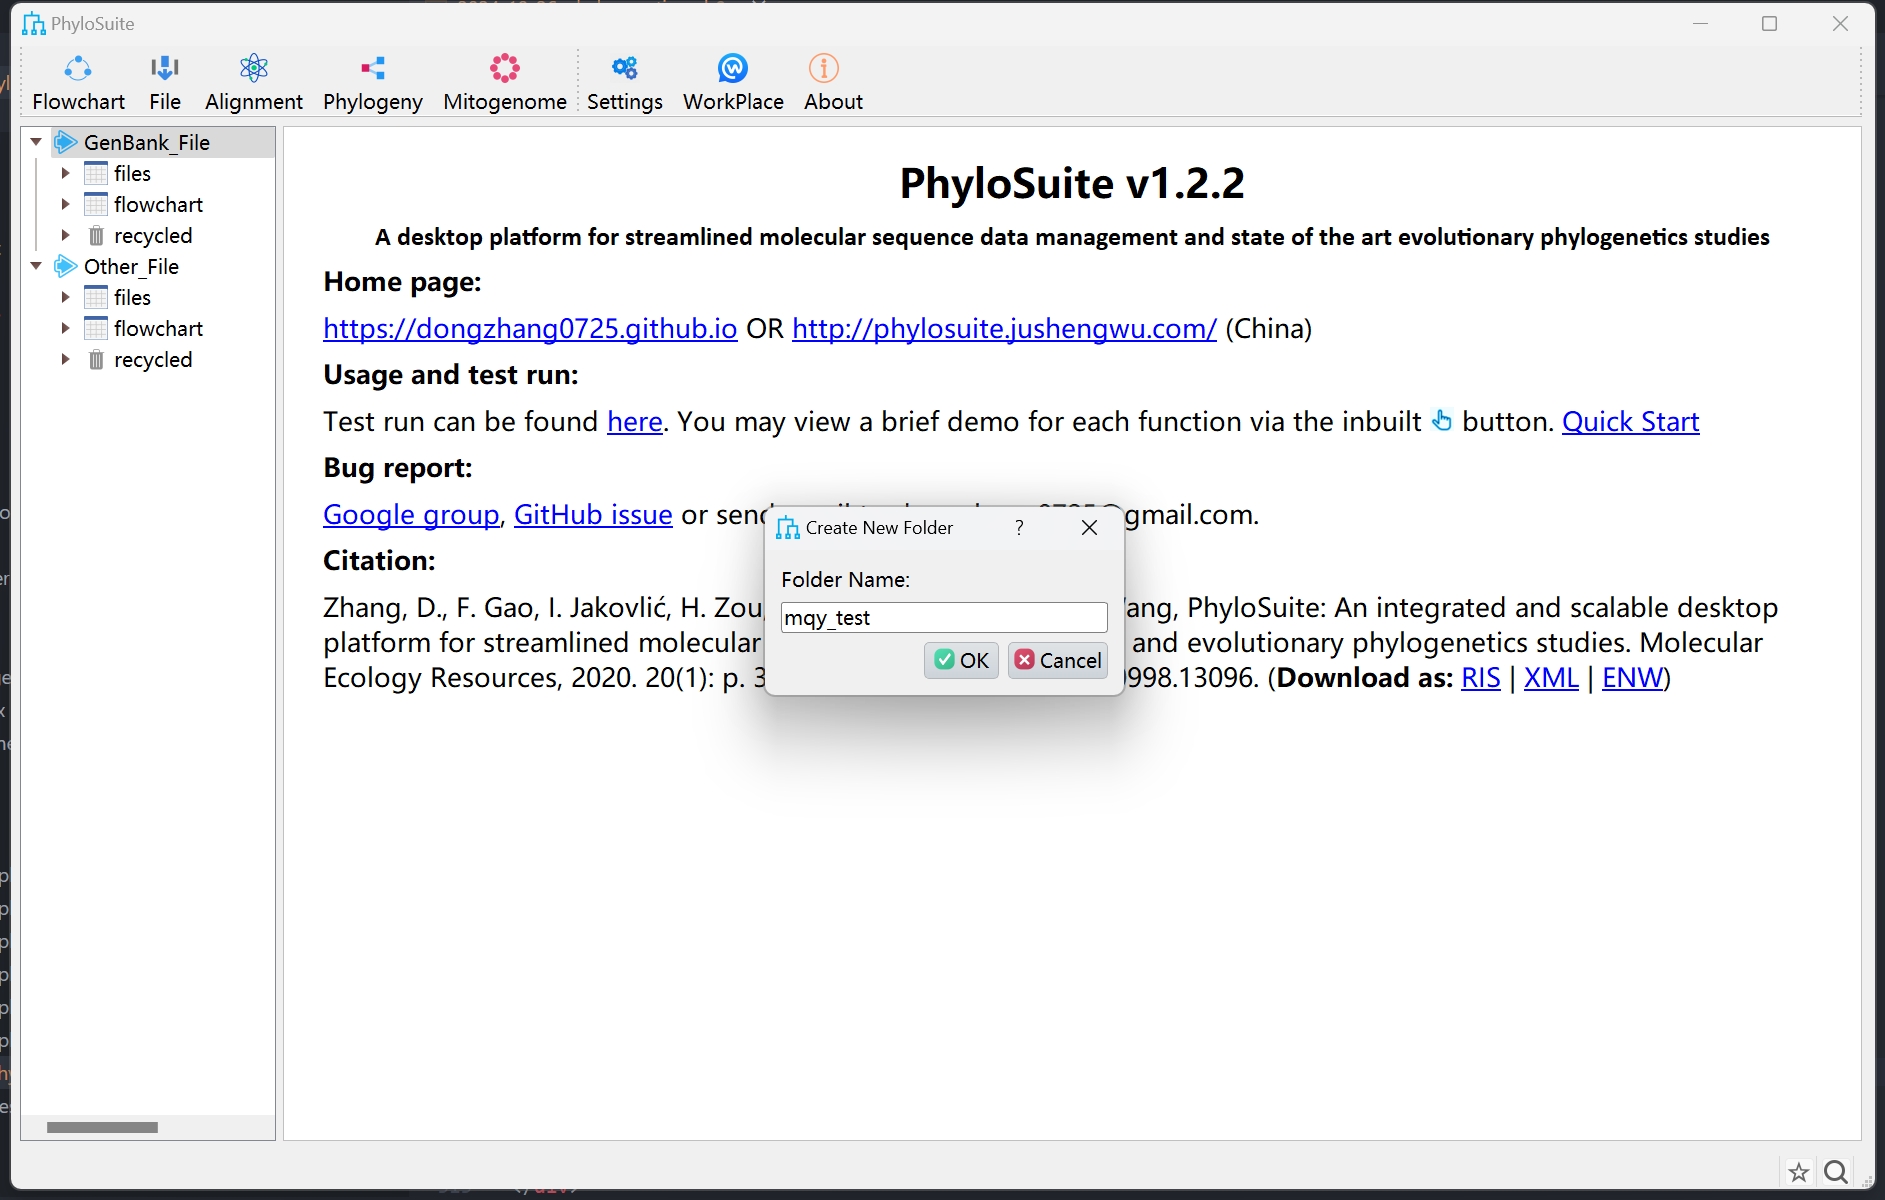 PhyloSuite
Flowchart File Alignment Phylogeny Mitogenome Settings WorkPlace About
GenBank_File
files
flowchart
recycled
Other_File
files
flowchart
recycled
PhyloSuite v1.2.2
A desktop platform for streamlined molecular sequence data management and state of the art evolutionary phylogenetics studies
Home page:
https://dongzhang0725.github.io OR http://phylosuite.jushengwu.com/ (China)
Usage and test run:
Test run can be found here. You may view a brief demo for each function via the inbuilt button. Quick Start
Bug report:
Google group, GitHub issue or send gmail.com.
Citation:
Zhang, D., F. Gao, I. Jakovlić, H. Zou, PhyloSuite: An integrated and scalable desktop
platform for streamlined molecular and evolutionary phylogenetics studies. Molecular
Ecology Resources, 2020. 20(1): p. 3 998.13096. (Download as: RIS | XML | ENW)
Create New Folder ?
Folder Name:
mqy_test
OK Cancel